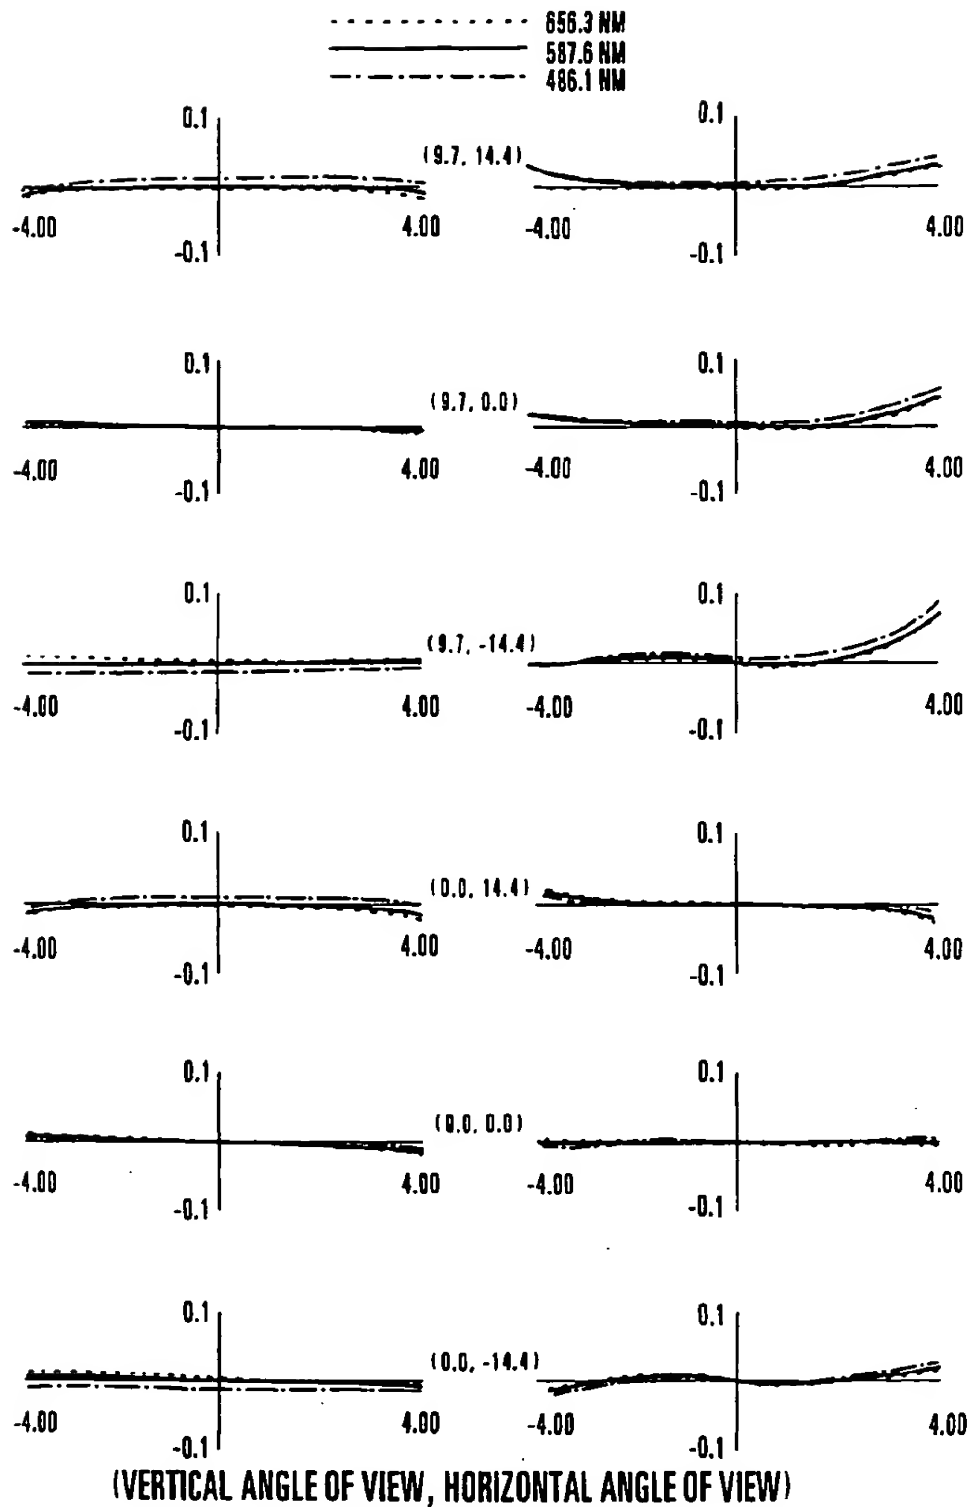 656.3 NM
587.6 NM
486.1 NM
0.1 0.1
(9.7, 14.4)
-4.00 4.00 -4.00 4.00
-0.1 -0.1
0.1 0.1
(9.7, 0.0)
-4.00 4.00 -4.00 4.00
-0.1 -0.1
0.1 0.1
(9.7, -14.4)
-4.00 4.00 -4.00 4.00
-0.1 -0.1
0.1 0.1
(0.0, 14.4)
-4.00 4.00 -4.00 4.00
-0.1 -0.1
0.1 0.1
(0.0, 0.0)
-4.00 4.00 -4.00 4.00
-0.1 -0.1
0.1 0.1
(0.0, -14.4)
-4.00 4.00 -4.00 4.00
-0.1 -0.1
(VERTICAL ANGLE OF VIEW, HORIZONTAL ANGLE OF VIEW)